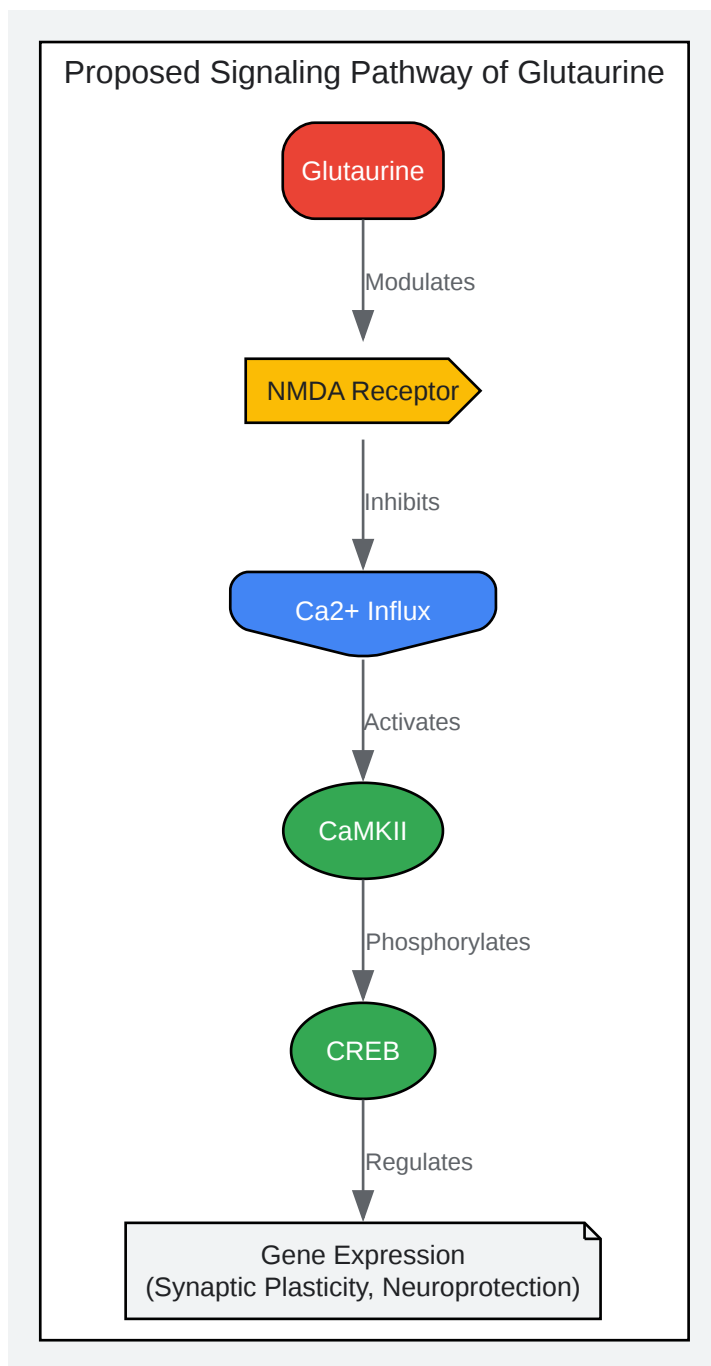 Proposed Signaling Pathway of Glutaurine
Glutaurine
Modulates
NMDA Receptor
Inhibits
Ca2+ Influx
Activates
CaMKII
Phosphorylates
CREB
Regulates
Gene Expression
(Synaptic Plasticity, Neuroprotection)